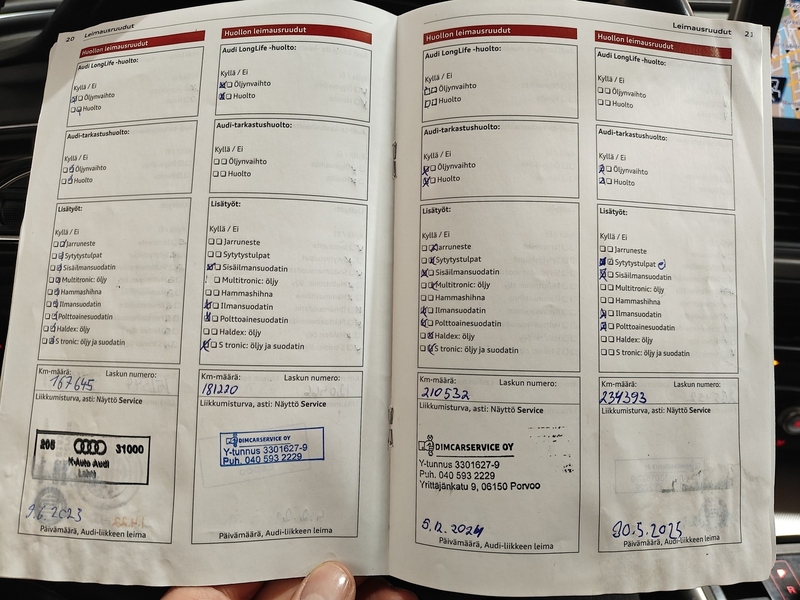 20 Leimausruudut
Huollon leimausruudut
Audi LongLife -huolto:
Kyllä / Ei
Öljynvaihto
Huolto
Audi-tarkastushuolto:
Kyllä / Ei
Öljynvaihto
Huolto
Lisätyöt:
Kyllä / Ei
Jarruneste
Sytytystulpat
Sisäilmansuodatin
Multitronic: öljy
Hammashihna
Ilmansuodatin
Polttoainesuodatin
Haldex: öljy
S tronic: öljy ja suodatin
Km-määrä: Laskun numero:
167645
Liikkumisturva, asti: Näyttö Service
206 31000
K-Auto Audi
Lahti
9.6.2023
Päivämäärä, Audi-liikkeen leima
Huollon leimausruudut
Audi LongLife -huolto:
Kyllä / Ei
Öljynvaihto
Huolto
Audi-tarkastushuolto:
Kyllä / Ei
Öljynvaihto
Huolto
Lisätyöt:
Kyllä / Ei
Jarruneste
Sytytystulpat
Sisäilmansuodatin
Multitronic: öljy
Hammashihna
Ilmansuodatin
Polttoainesuodatin
Haldex: öljy
S tronic: öljy ja suodatin
Km-määrä: Laskun numero:
181220
Liikkumisturva, asti: Näyttö Service
DIMCARSERVICE OY
Y-tunnus 3301627-9
Puh. 040 593 2229
Päivämäärä, Audi-liikkeen leima
Leimausruudut 21
Huollon leimausruudut
Audi LongLife -huolto:
Kyllä / Ei
Öljynvaihto
Huolto
Audi-tarkastushuolto:
Kyllä / Ei
Öljynvaihto
Huolto
Lisätyöt:
Kyllä / Ei
Jarruneste
Sytytystulpat
Sisäilmansuodatin
Multitronic: öljy
Hammashihna
Ilmansuodatin
Polttoainesuodatin
Haldex: öljy
S tronic: öljy ja suodatin
Km-määrä: Laskun numero:
210532
Liikkumisturva, asti: Näyttö Service
DIMCARSERVICE OY
Y-tunnus 3301627-9
Puh. 040 593 2229
Yrittäjänkatu 9, 06150 Porvoo
5.12.2024
Päivämäärä, Audi-liikkeen leima
Huollon leimausruudut
Audi LongLife -huolto:
Kyllä / Ei
Öljynvaihto
Huolto
Audi-tarkastushuolto:
Kyllä / Ei
Öljynvaihto
Huolto
Lisätyöt:
Kyllä / Ei
Jarruneste
Sytytystulpat
Sisäilmansuodatin
Multitronic: öljy
Hammashihna
Ilmansuodatin
Polttoainesuodatin
Haldex: öljy
S tronic: öljy ja suodatin
Km-määrä: Laskun numero:
234393
Liikkumisturva, asti: Näyttö Service
30.5.2025
Päivämäärä, Audi-liikkeen leima